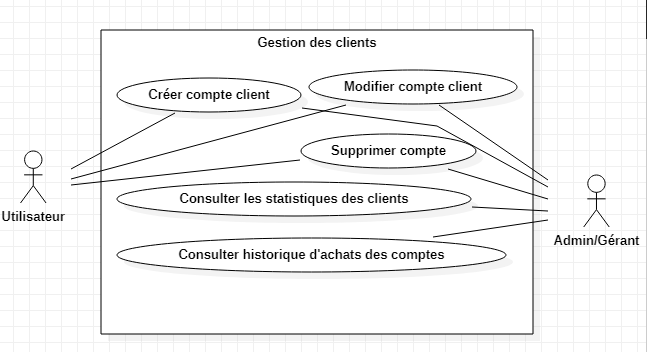 Gestion des clients
Créer compte client
Modifier compte client
Supprimer compte
Consulter les statistiques des clients
Consulter historique d'achats des comptes
Utilisateur
Admin/Gérant